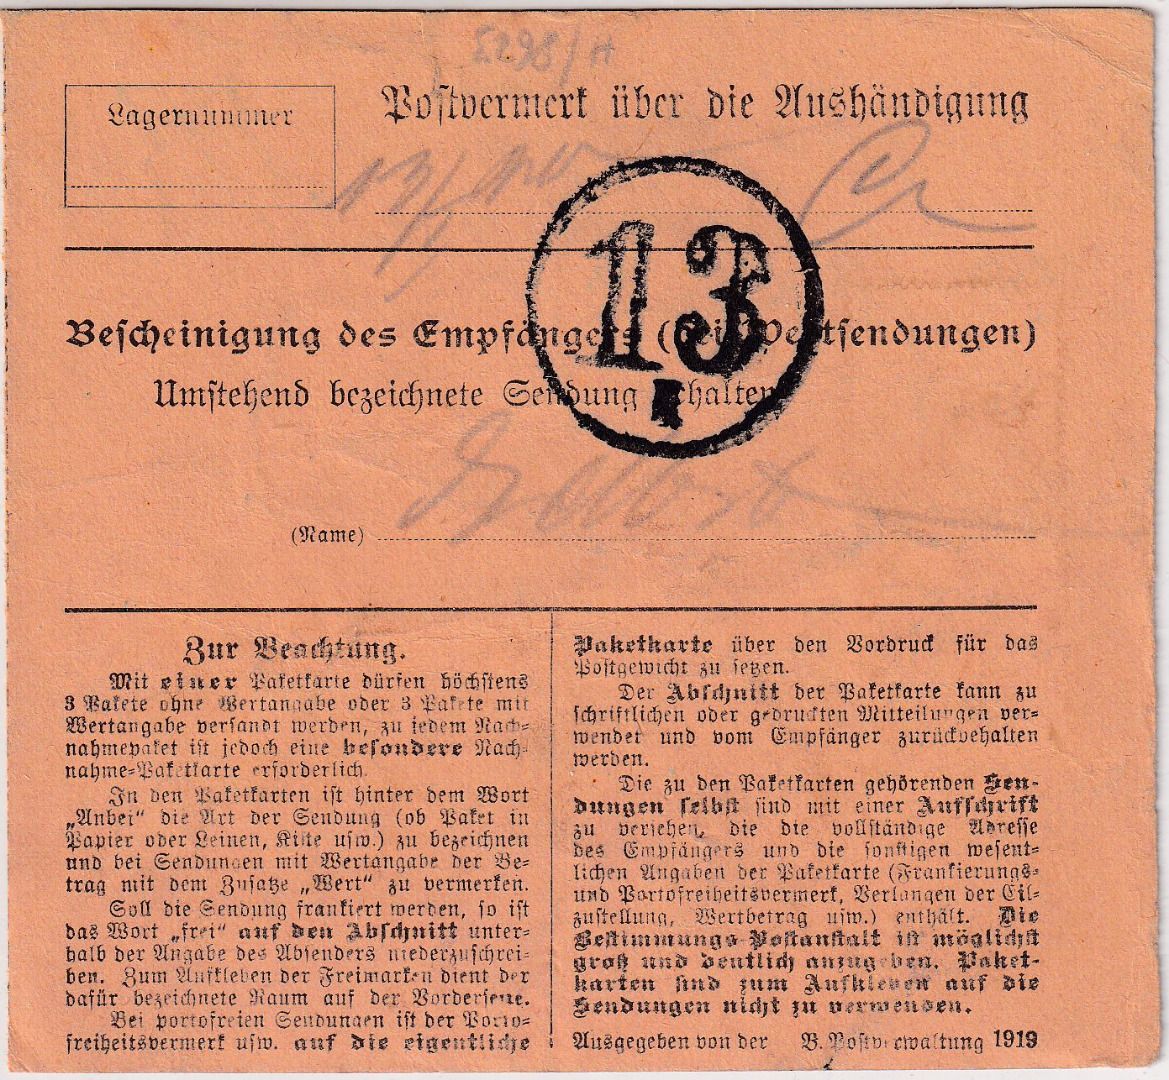 5298/A
Lagernummer
Postvermerk über die Aushändigung
13
Bescheinigung des Empfängers (bei Wertsendungen)
Umstehend bezeichnete Sendung erhalten
(Name)
Zur Beachtung.
Mit einer Paketkarte dürfen höchstens
3 Pakete ohne Wertangabe oder 3 Pakete mit
Wertangabe versandt werden, zu jedem Nach-
nahmepaket ist jedoch eine besondere Nach-
nahme-Paketkarte erforderlich.
In den Paketkarten ist hinter dem Wort
„Anbei“ die Art der Sendung (ob Paket in
Papier oder Leinen, Kiste usw.) zu bezeichnen
und bei Sendungen mit Wertangabe der Be-
trag mit dem Zusatze „Wert“ zu vermerken.
Soll die Sendung frankiert werden, so ist
das Wort „frei“ auf den Abschnitt unter-
halb der Angabe des Absenders niederzuschrei-
ben. Zum Aufkleben der Freimarken dient der
dafür bezeichnete Raum auf der Vorderseite.
Bei portofreien Sendungen ist der Porto-
freiheitsvermerk usw. auf die eigentliche
Paketkarte über den Vordruck für das
Postgewicht zu setzen.
Der Abschnitt der Paketkarte kann zu
schriftlichen oder gedruckten Mitteilungen ver-
wendet und vom Empfänger zurückbehalten
werden.
Die zu den Paketkarten gehörenden Sen-
dungen selbst sind mit einer Aufschrift
zu versehen, die die vollständige Adresse
des Empfängers und die sonstigen wesent-
lichen Angaben der Paketkarte (Frankierungs-
und Portofreiheitsvermerk, Verlangen der Eil-
zustellung, Wertbetrag usw.) enthält. Die
Bestimmungs-Postanstalt ist möglichst
groß und deutlich anzugeben. Paket-
karten sind zum Aufkleben auf die
Sendungen nicht zu verwenden.
Ausgegeben von der B. Postverwaltung 1919